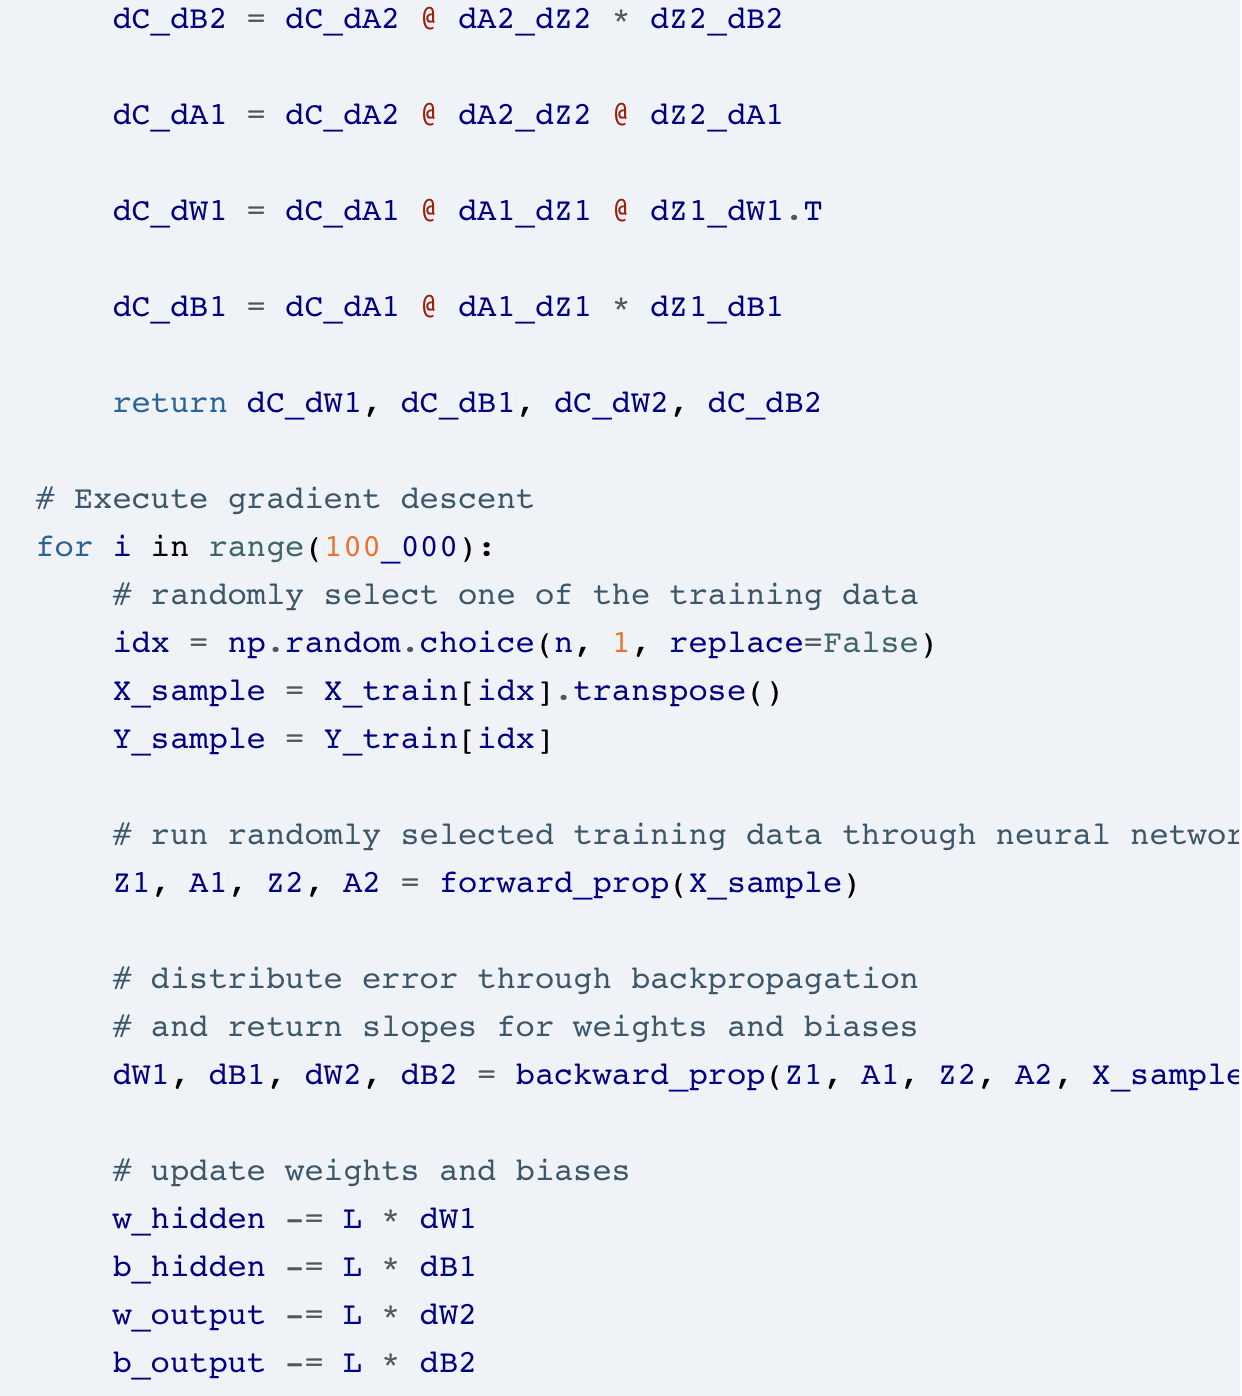 dC_dB2 = dC_dA2 @ dA2_dZ2 * dZ2_dB2
dC_dA1 = dC_dA2 @ dA2_dZ2 @ dZ2_dA1
dC_dW1 = dC_dA1 @ dA1_dZ1 @ dZ1_dW1.T
dC_dB1 = dC_dA1 @ dA1_dZ1 * dZ1_dB1
return dC_dW1, dC_dB1, dC_dW2, dC_dB2
# Execute gradient descent
for i in range(100_000):
# randomly select one of the training data
idx = np.random.choice(n, 1, replace=False)
X_sample = X_train[idx].transpose()
Y_sample = Y_train[idx]
# run randomly selected training data through neural networ
Z1, A1, Z2, A2 = forward_prop(X_sample)
# distribute error through backpropagation
# and return slopes for weights and biases
dW1, dB1, dW2, dB2 = backward_prop(Z1, A1, Z2, A2, X_sample
# update weights and biases
w_hidden -= L * dW1
b_hidden -= L * dB1
w_output -= L * dW2
b_output -= L * dB2